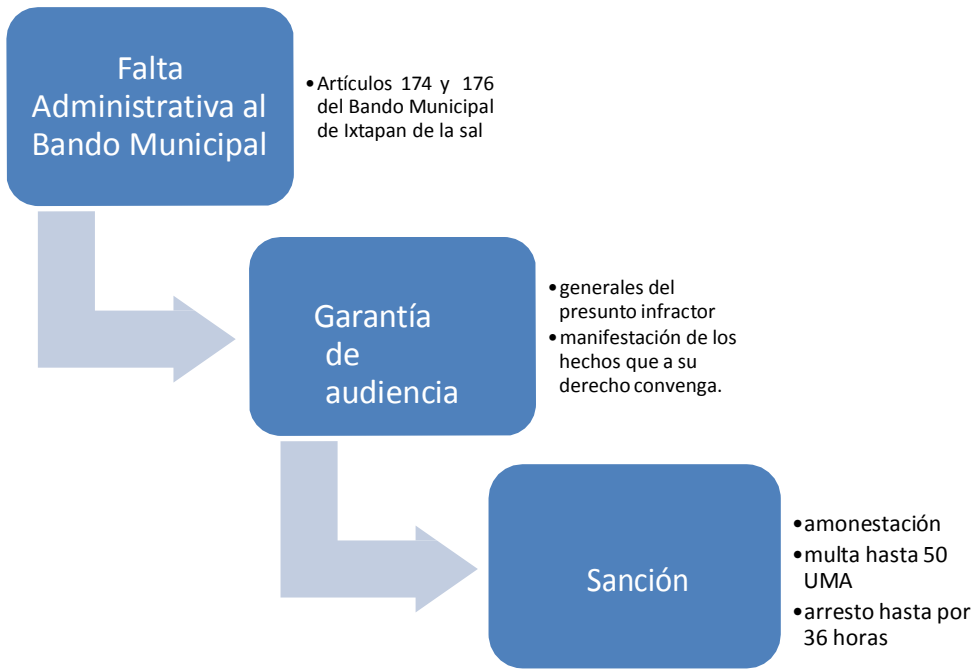 Falta
Administrativa al
Bando Municipal
•Artículos 174 y 176
del Bando Municipal
de Ixtapan de la sal
Garantía
de
audiencia
•generales del
presunto infractor
•manifestación de los
hechos que a su
derecho convenga.
Sanción
•amonestación
•multa hasta 50
UMA
•arresto hasta por
36 horas